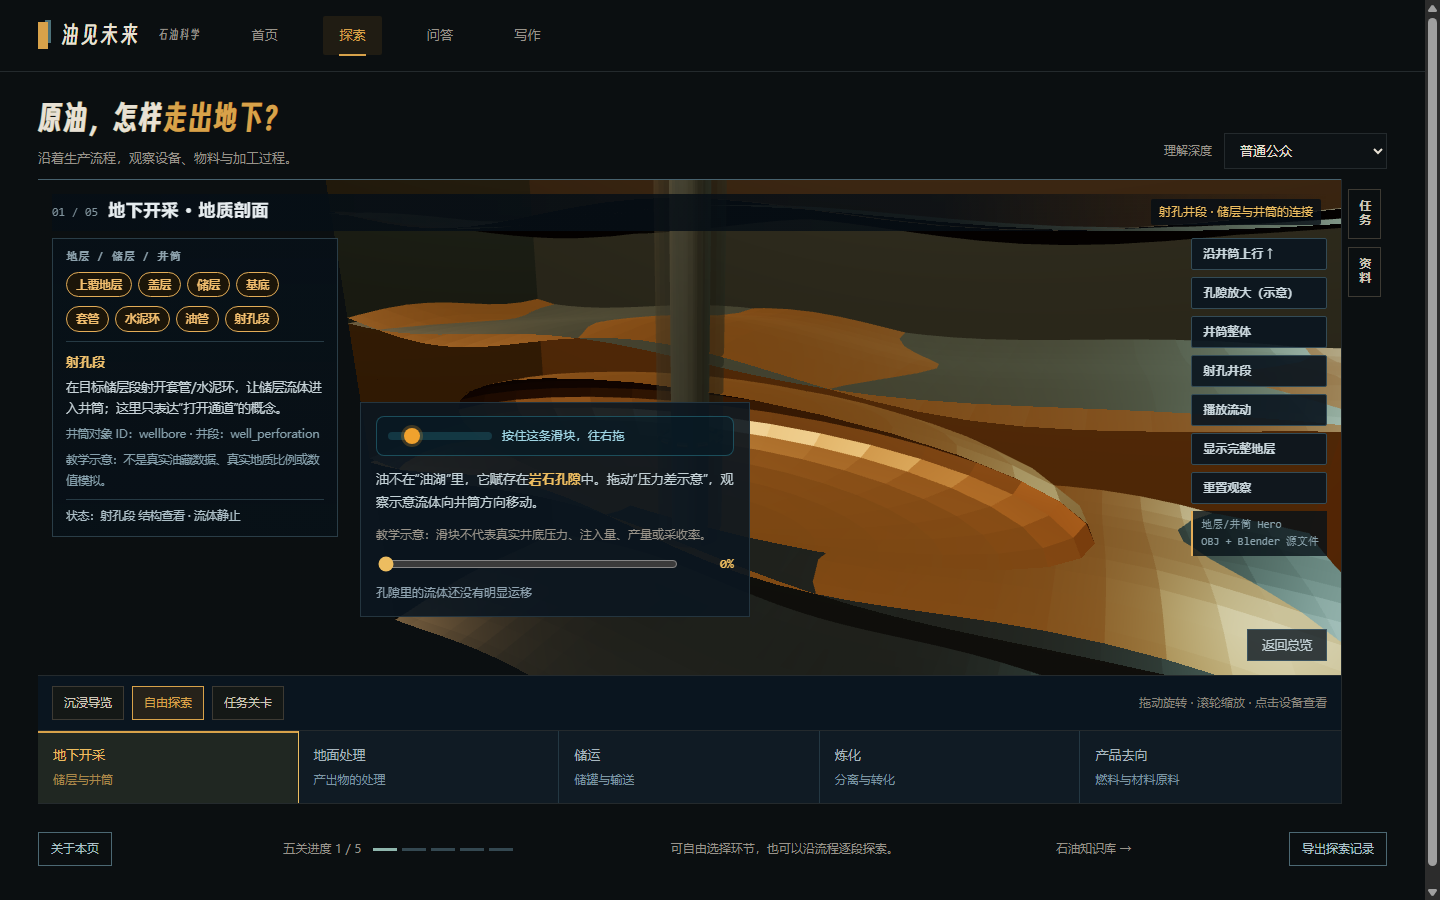 油见未来 石油科学 首页 探索 问答 写作
原油，怎样走出地下？
沿着生产流程，观察设备、物料与加工过程。
理解深度 普通公众
01 / 05 地下开采 · 地质剖面
射孔井段 · 储层与井筒的连接
地层 / 储层 / 井筒
上覆地层 盖层 储层 基底
套管 水泥环 油管 射孔段
射孔段
在目标储层段射开套管/水泥环，让储层流体进
入井筒；这里只表达“打开通道”的概念。
井筒对象 ID：wellbore · 井段：well_perforation
教学示意：不是真实油藏数据、真实地质比例或数
值模拟。
状态：射孔段 结构查看 · 流体静止
按住这条滑块，往右拖
油不在“油湖”里，它赋存在岩石孔隙中。拖动“压力差示意”，观
察示意流体向井筒方向移动。
教学示意：滑块不代表真实井底压力、注入量、产量或采收率。
0%
孔隙里的流体还没有明显运移
沿井筒上行 ↑
孔隙放大（示意）
井筒整体
射孔井段
播放流动
显示完整地层
重置观察
地层/井筒 Hero
OBJ + Blender 源文件
返回总览
任务
资料
沉浸导览 自由探索 任务关卡
拖动旋转 · 滚轮缩放 · 点击设备查看
地下开采
储层与井筒
地面处理
产出物的处理
储运
储罐与输送
炼化
分离与转化
产品去向
燃料与材料原料
关于本页
五关进度 1 / 5
可自由选择环节，也可以沿流程逐段探索。
石油知识库 →
导出探索记录